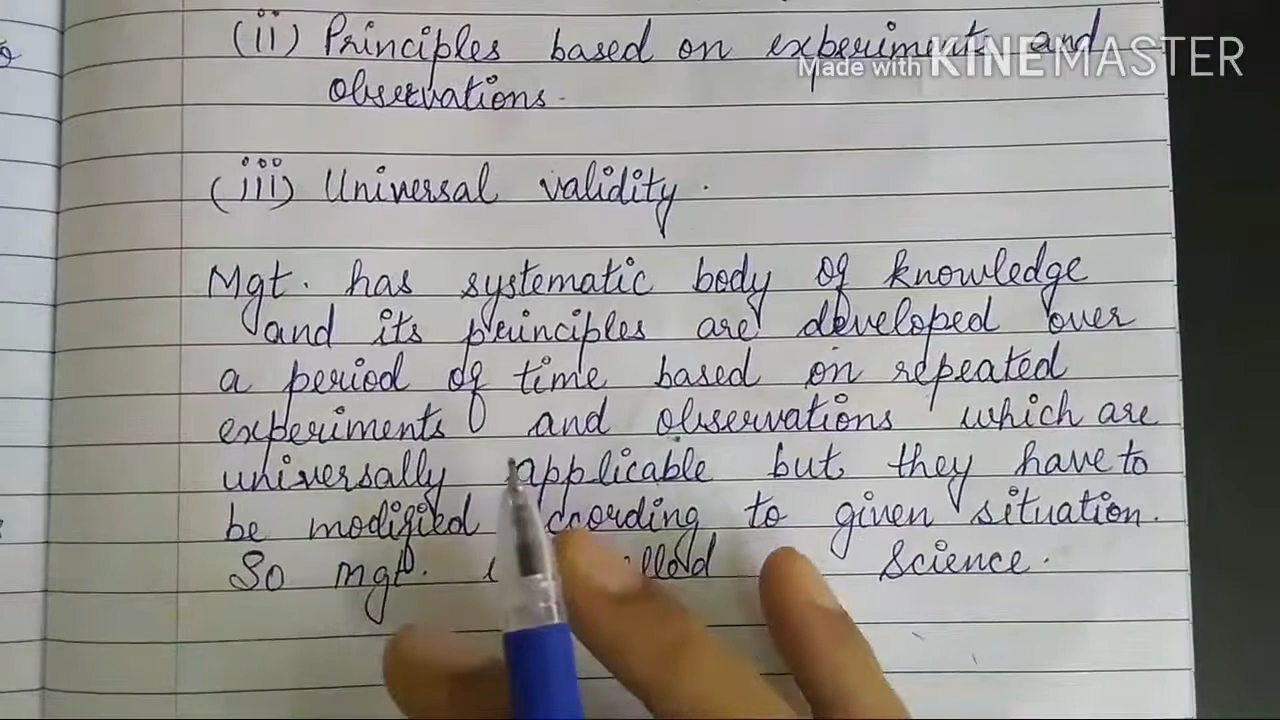 (ii) Principles based on experiments and
Made with KINEMASTER
observations.
(iii) Universal validity.
Mgt. has systematic body of knowledge
and its principles are developed over
a period of time based on repeated
experiments and observations which are
universally applicable but they have to
be modified according to given situation.
So mgt. Science.